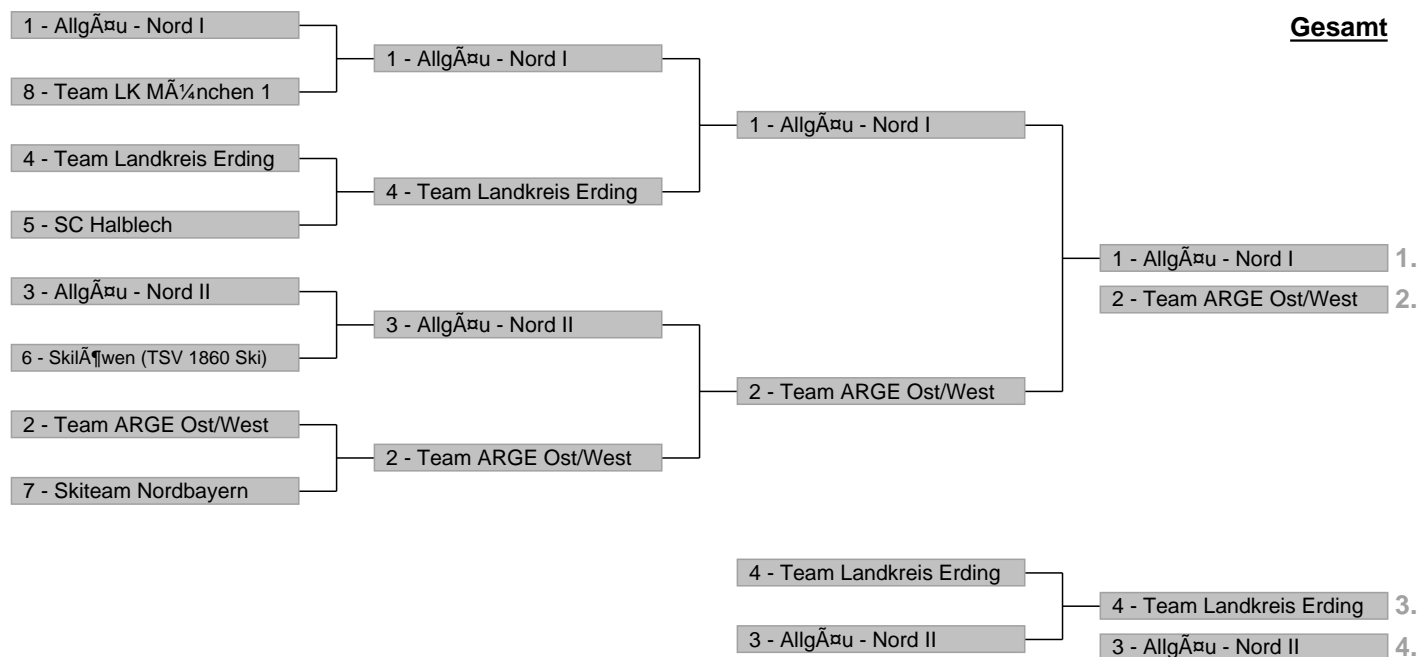 Gesamt
1 - AllgÃ¤u - Nord I
8 - Team LK MÃ¼nchen 1
4 - Team Landkreis Erding
5 - SC Halblech
3 - AllgÃ¤u - Nord II
6 - SkilÃ¶wen (TSV 1860 Ski)
2 - Team ARGE Ost/West
7 - Skiteam Nordbayern
1 - AllgÃ¤u - Nord I
4 - Team Landkreis Erding
3 - AllgÃ¤u - Nord II
2 - Team ARGE Ost/West
1 - AllgÃ¤u - Nord I
2 - Team ARGE Ost/West
1 - AllgÃ¤u - Nord I 1.
2 - Team ARGE Ost/West 2.
4 - Team Landkreis Erding
3 - AllgÃ¤u - Nord II
4 - Team Landkreis Erding 3.
3 - AllgÃ¤u - Nord II 4.